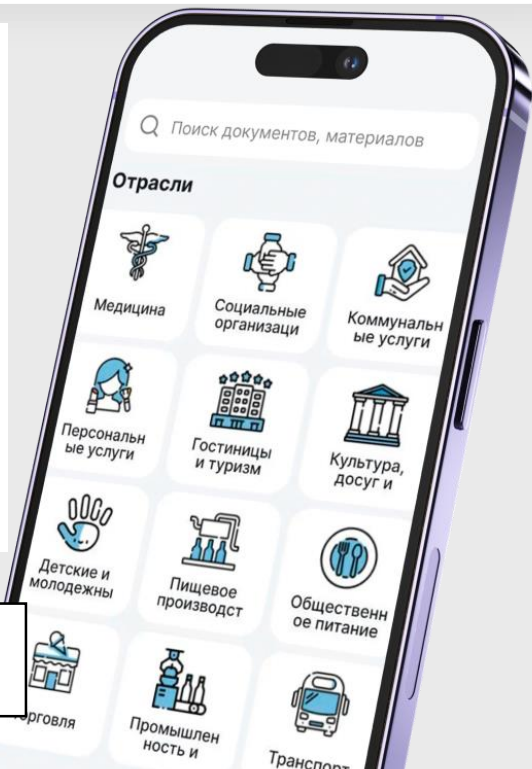 Поиск документов, материалов
Отрасли
Медицина
Социальные
организаци
Коммунальн
ые услуги
Персональн
ые услуги
Гостиницы
и туризм
Культура,
досуг и
Детские и
молодежны
Пищевое
производст
Общественн
ое питание
орговля
Промышлен
ность и
Транспорт